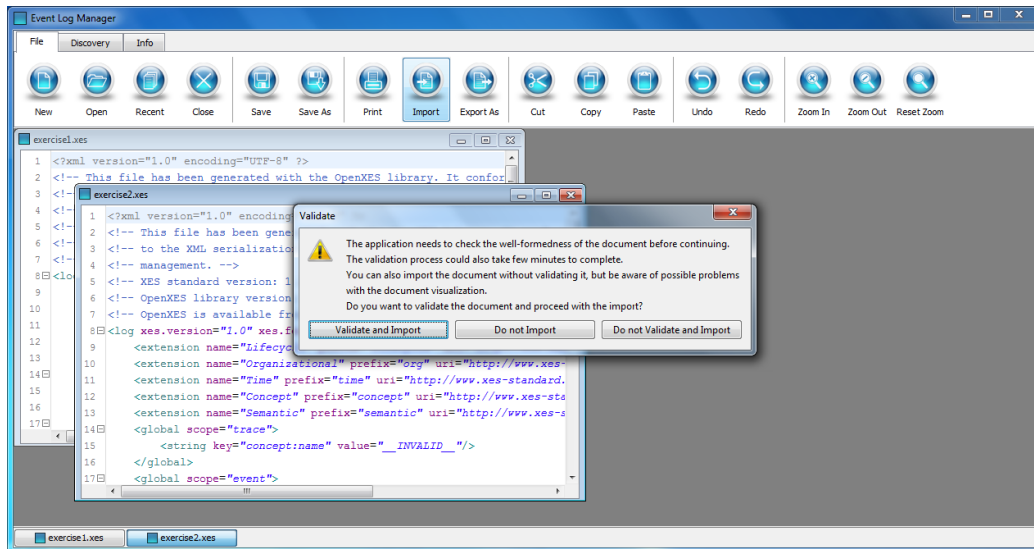 Event Log Manager
File Discovery Info
New Open Recent Close Save Save As Print Import Export As Cut Copy Paste Undo Redo Zoom In Zoom Out Reset Zoom
exercise1.xes
1 <?xml version="1.0" encoding="UTF-8" ?>
2 <!-- This file has been generated with the OpenXES library. It confor
3 <!-
4 <!-
5 <!-
6 <!-
7 <!-
8 <lo
9
10
11
12
13
14
15
16
17
exercise2.xes
1 <?xml version="1.0" encoding
2 <!-- This file has been gene
3 <!-- to the XML serializatio
4 <!-- management. -->
5 <!-- XES standard version: 1
6 <!-- OpenXES library version
7 <!-- OpenXES is available fr
8 <log xes.version="1.0" xes.f
9 <extension name="Lifecyc
10 <extension name="Organizational" prefix="org" uri="http://www.xes-
11 <extension name="Time" prefix="time" uri="http://www.xes-standard.
12 <extension name="Concept" prefix="concept" uri="http://www.xes-sta
13 <extension name="Semantic" prefix="semantic" uri="http://www.xes-s
14 <global scope="trace">
15 <string key="concept:name" value="__INVALID__"/>
16 </global>
17 <global scope="event">
Validate
The application needs to check the well-formedness of the document before continuing.
The validation process could also take few minutes to complete.
You can also import the document without validating it, but be aware of possible problems
with the document visualization.
Do you want to validate the document and proceed with the import?
Validate and Import Do not Import Do not Validate and Import
exercise1.xes exercise2.xes